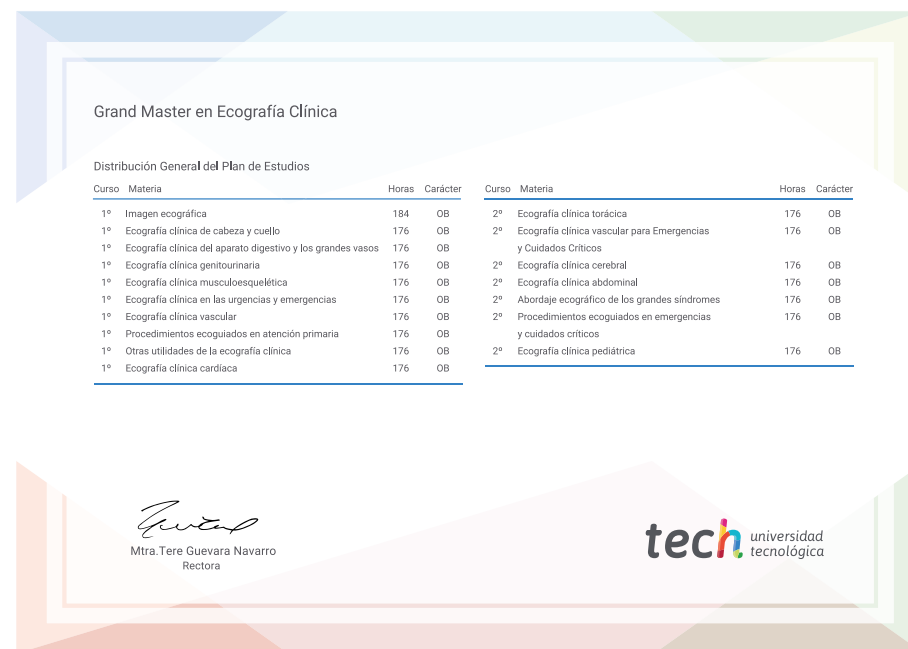 Grand Master en Ecografía Clínica
Distribución General del Plan de Estudios
Curso Materia Horas Carácter
1º Imagen ecográfica 184 OB
1º Ecografía clínica de cabeza y cuello 176 OB
1º Ecografía clínica del aparato digestivo y los grandes vasos 176 OB
1º Ecografía clínica genitourinaria 176 OB
1º Ecografía clínica musculoesquelética 176 OB
1º Ecografía clínica en las urgencias y emergencias 176 OB
1º Ecografía clínica vascular 176 OB
1º Procedimientos ecoguiados en atención primaria 176 OB
1º Otras utilidades de la ecografía clínica 176 OB
1º Ecografía clínica cardíaca 176 OB
Curso Materia Horas Carácter
2º Ecografía clínica torácica 176 OB
2º Ecografía clínica vascular para Emergencias 176 OB
y Cuidados Críticos
2º Ecografía clínica cerebral 176 OB
2º Ecografía clínica abdominal 176 OB
2º Abordaje ecográfico de los grandes síndromes 176 OB
2º Procedimientos ecoguiados en emergencias 176 OB
y cuidados críticos
2º Ecografía clínica pediátrica 176 OB
Mtra.Tere Guevara Navarro
Rectora
tech universidad
tecnológica